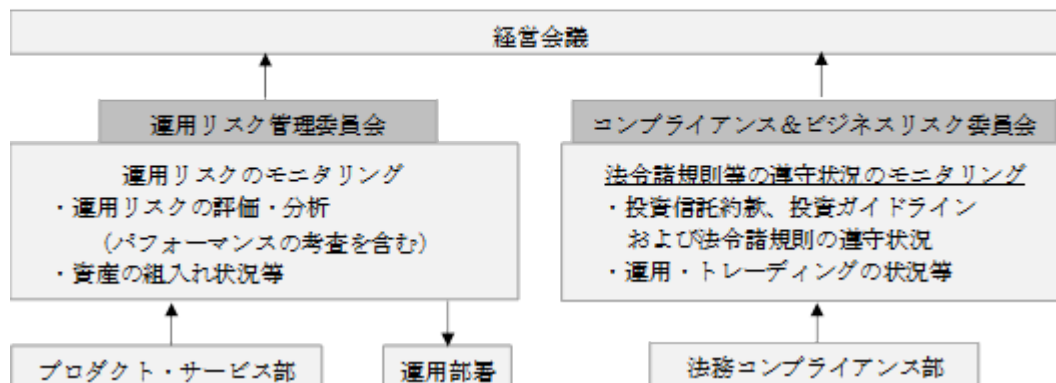 経営会議
運用リスク管理委員会
運用リスクのモニタリング
・運用リスクの評価・分析
(パフォーマンスの考査を含む)
・資産の組入れ状況等
プロダクト・サービス部
運用部署
コンプライアンス＆ビジネスリスク委員会
法令諸規則等の遵守状況のモニタリング
・投資信託約款、投資ガイドライン
および法令諸規則の遵守状況
・運用・トレーディングの状況等
法務コンプライアンス部